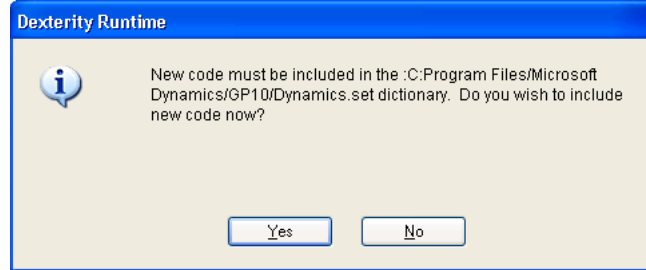 Dexterity Runtime
New code must be included in the :C:Program Files/Microsoft
Dynamics/GP10/Dynamics.set dictionary.  Do you wish to include
new code now?
Yes
No